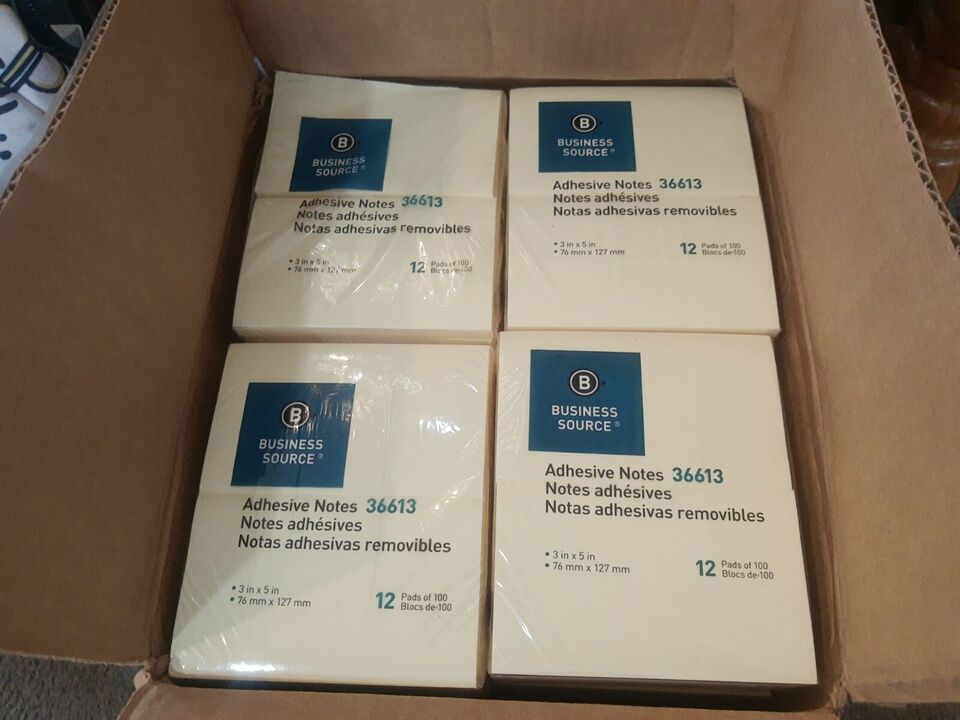 B
BUSINESS
SOURCE®
Adhesive Notes 36613
Notes adhésives
Notas adhesivas removibles
• 3 in x 5 in
• 76 mm x 127 mm
12 Pads of 100
Blocs de 100
B
BUSINESS
SOURCE®
Adhesive Notes 36613
Notes adhésives
Notas adhesivas removibles
• 3 in x 5 in
• 76 mm x 127 mm
12 Pads of 100
Blocs de 100
B
BUSINESS
SOURCE®
Adhesive Notes 36613
Notes adhésives
Notas adhesivas removibles
• 3 in x 5 in
• 76 mm x 127 mm
12 Pads of 100
Blocs de 100
B
BUSINESS
SOURCE®
Adhesive Notes 36613
Notes adhésives
Notas adhesivas removibles
• 3 in x 5 in
• 76 mm x 127 mm
12 Pads of 100
Blocs de 100